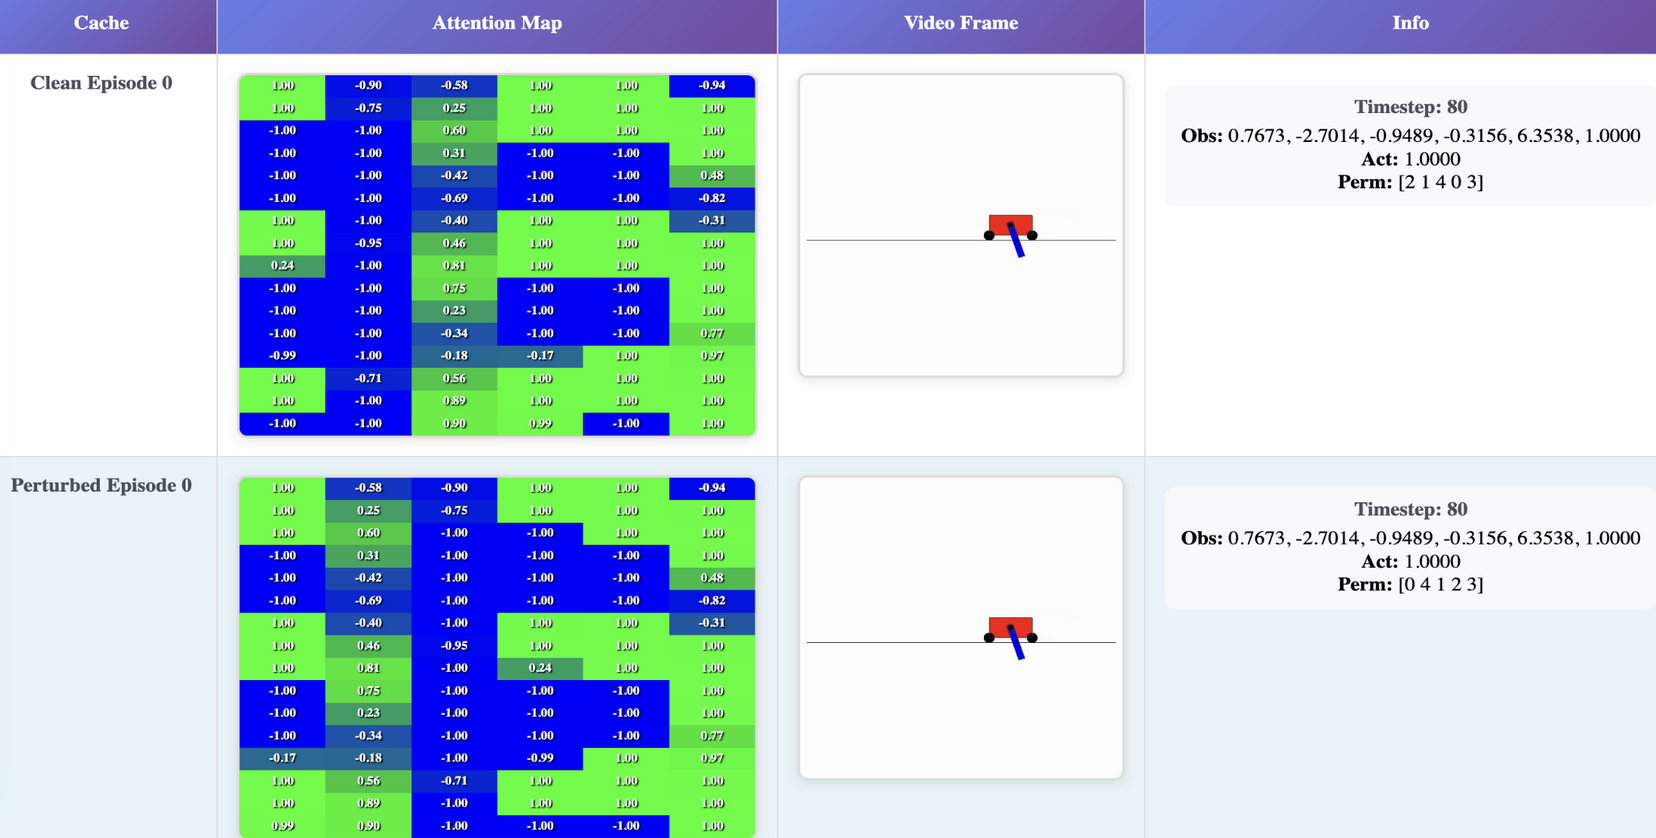 Cache Attention Map Video Frame Info
Clean Episode 0
1.00 -0.90 -0.58 1.00 1.00 -0.94
1.00 -0.75 0.25 1.00 1.00 1.00
-1.00 -1.00 0.60 1.00 1.00 1.00
-1.00 -1.00 0.31 -1.00 -1.00 1.00
-1.00 -1.00 -0.42 -1.00 -1.00 0.48
-1.00 -1.00 -0.69 -1.00 -1.00 -0.82
1.00 -1.00 -0.40 1.00 1.00 -0.31
1.00 -0.95 0.46 1.00 1.00 1.00
0.24 -1.00 0.81 1.00 1.00 1.00
-1.00 -1.00 0.75 -1.00 -1.00 1.00
-1.00 -1.00 0.23 -1.00 -1.00 1.00
-1.00 -1.00 -0.34 -1.00 -1.00 0.77
-0.99 -1.00 -0.18 -0.17 1.00 0.97
1.00 -0.71 0.56 1.00 1.00 1.00
1.00 -1.00 0.89 1.00 1.00 1.00
-1.00 -1.00 0.90 0.99 -1.00 1.00
Timestep: 80
Obs: 0.7673, -2.7014, -0.9489, -0.3156, 6.3538, 1.0000
Act: 1.0000
Perm: [2 1 4 0 3]
Perturbed Episode 0
1.00 -0.58 -0.90 1.00 1.00 -0.94
1.00 0.25 -0.75 1.00 1.00 1.00
1.00 0.60 -1.00 -1.00 1.00 1.00
-1.00 0.31 -1.00 -1.00 -1.00 1.00
-1.00 -0.42 -1.00 -1.00 -1.00 0.48
-1.00 -0.69 -1.00 -1.00 -1.00 -0.82
1.00 -0.40 -1.00 1.00 1.00 -0.31
1.00 0.46 -0.95 1.00 1.00 1.00
1.00 0.81 -1.00 0.24 1.00 1.00
-1.00 0.75 -1.00 -1.00 -1.00 1.00
-1.00 0.23 -1.00 -1.00 -1.00 1.00
-1.00 -0.34 -1.00 -1.00 -1.00 0.77
-0.17 -0.18 -1.00 -0.99 1.00 0.97
1.00 0.56 -0.71 1.00 1.00 1.00
1.00 0.89 -1.00 1.00 1.00 1.00
0.99 0.90 -1.00 -1.00 -1.00 1.00
Timestep: 80
Obs: 0.7673, -2.7014, -0.9489, -0.3156, 6.3538, 1.0000
Act: 1.0000
Perm: [0 4 1 2 3]